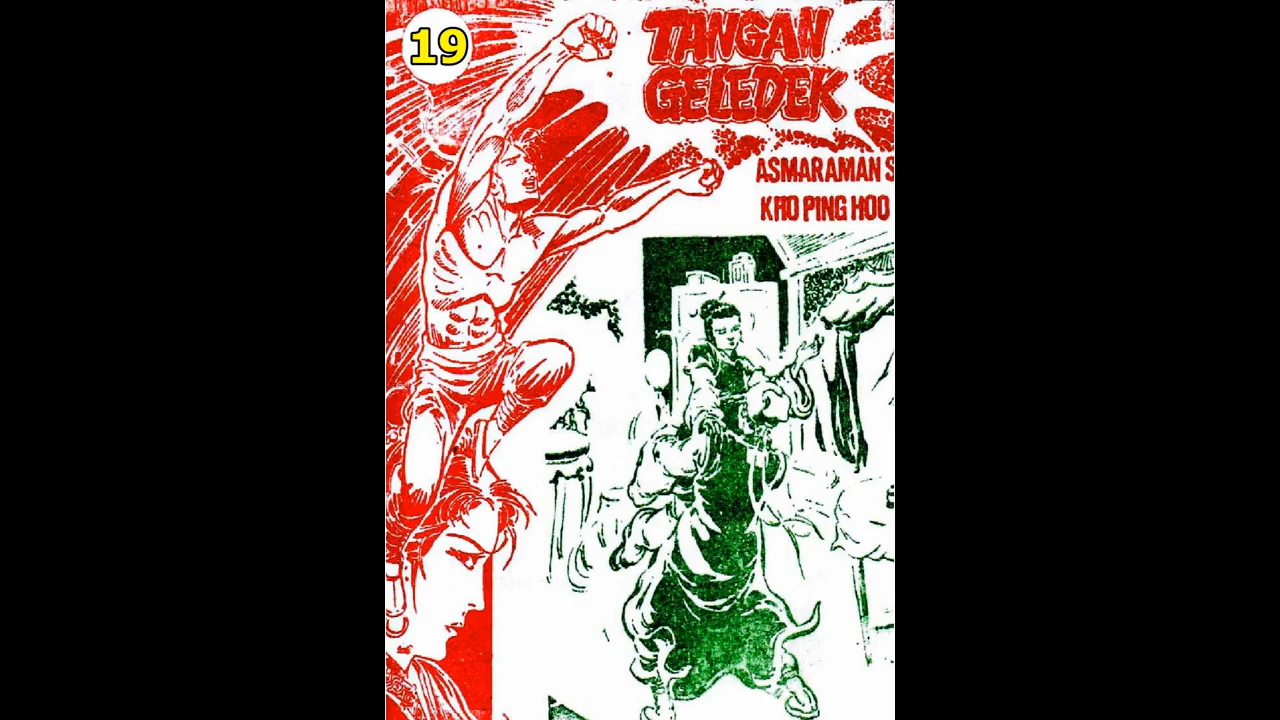 19
TANGAN
GELEDEK
ASMARAMAN S
KHO PING HOO